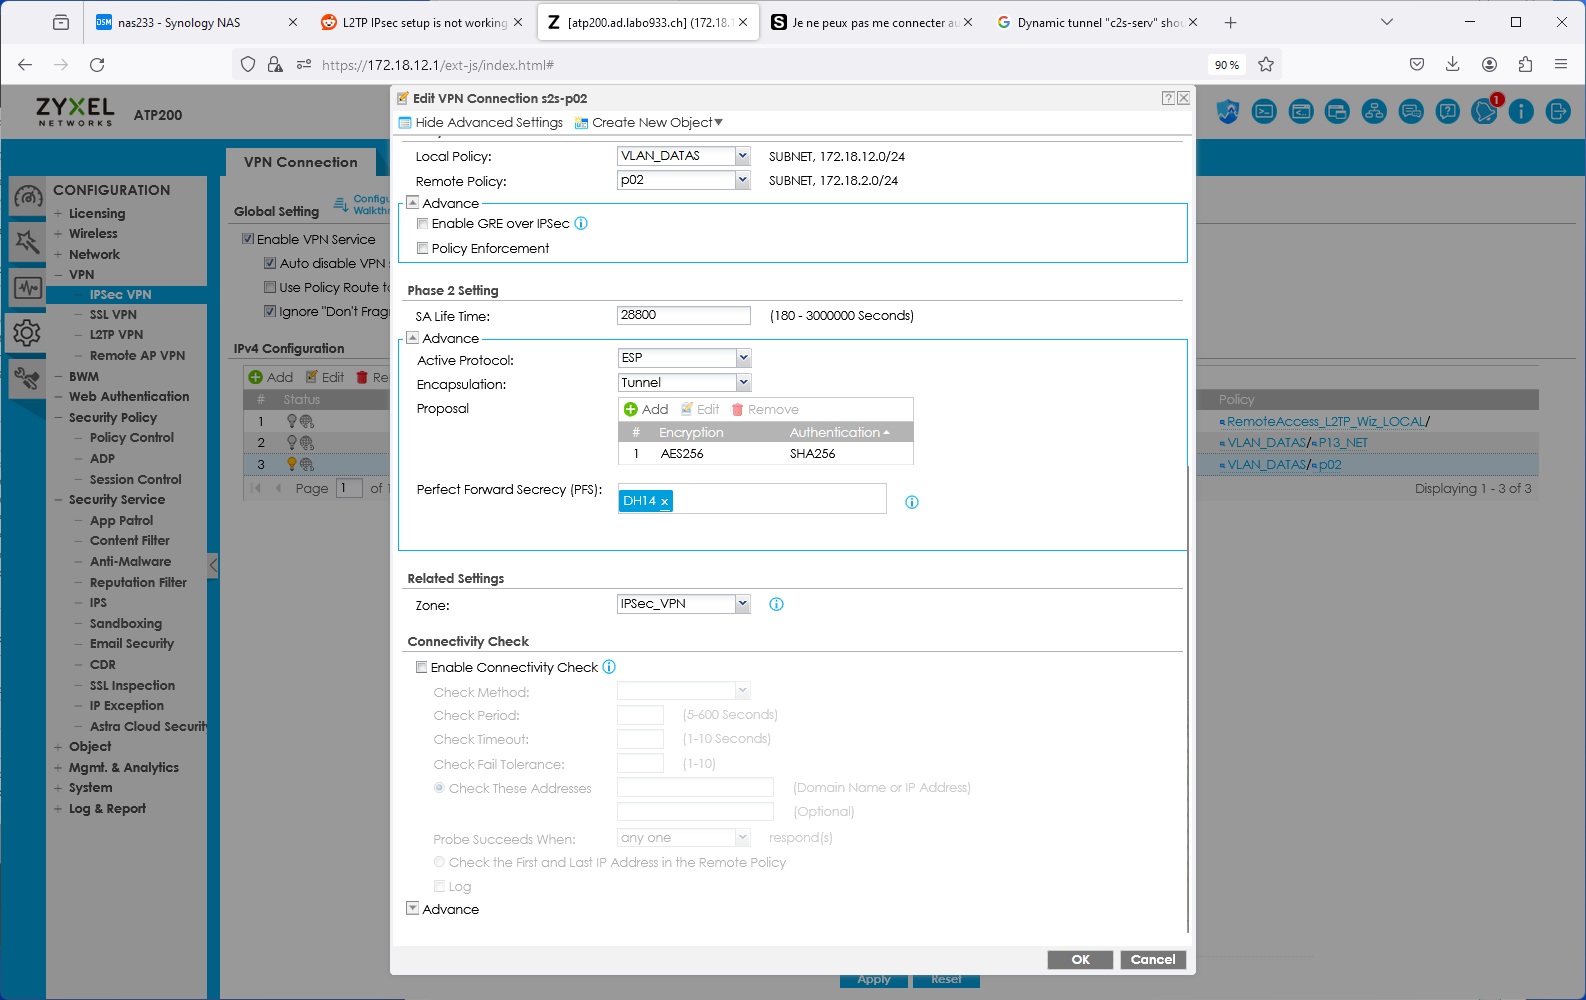 nas233 - Synology NAS
L2TP IPsec setup is not working
[atp200.ad.labo933.ch] (172.18.1
Je ne peux pas me connecter au
Dynamic tunnel "c2s-serv" shou
https://172.18.12.1/ext-js/index.html#
90 %
ZYXEL
NETWORKS
ATP200
1
VPN Connection
CONFIGURATION
Licensing
Wireless
Network
VPN
IPSec VPN
SSL VPN
L2TP VPN
Remote AP VPN
BWM
Web Authentication
Security Policy
Policy Control
ADP
Session Control
Security Service
App Patrol
Content Filter
Anti-Malware
Reputation Filter
IPS
Sandboxing
Email Security
CDR
SSL Inspection
IP Exception
Astra Cloud Security
Object
Mgmt. & Analytics
System
Log & Report
Global Setting
Configu
Walkthr
Enable VPN Service
Auto disable VPN
Use Policy Route to
Ignore "Don't Frag
IPv4 Configuration
Add Edit Re
# Status
1
2
3
Page 1 of 1
Edit VPN Connection s2s-p02
Hide Advanced Settings Create New Object
Local Policy: VLAN_DATAS SUBNET, 172.18.12.0/24
Remote Policy: p02 SUBNET, 172.18.2.0/24
Advance
Enable GRE over IPSec
Policy Enforcement
Phase 2 Setting
SA Life Time: 28800 (180 - 3000000 Seconds)
Advance
Active Protocol: ESP
Encapsulation: Tunnel
Proposal
Add Edit Remove
# Encryption Authentication
1 AES256 SHA256
Perfect Forward Secrecy (PFS):
DH14 x
Related Settings
Zone: IPSec_VPN
Connectivity Check
Enable Connectivity Check
Check Method:
Check Period: (5-600 Seconds)
Check Timeout: (1-10 Seconds)
Check Fail Tolerance: (1-10)
Check These Addresses (Domain Name or IP Address)
(Optional)
Probe Succeeds When: any one respond(s)
Check the First and Last IP Address in the Remote Policy
Log
Advance
OK Cancel
Policy
RemoteAccess_L2TP_Wiz_LOCAL/
VLAN_DATAS/P13_NET
VLAN_DATAS/p02
Displaying 1 - 3 of 3
Apply Reset